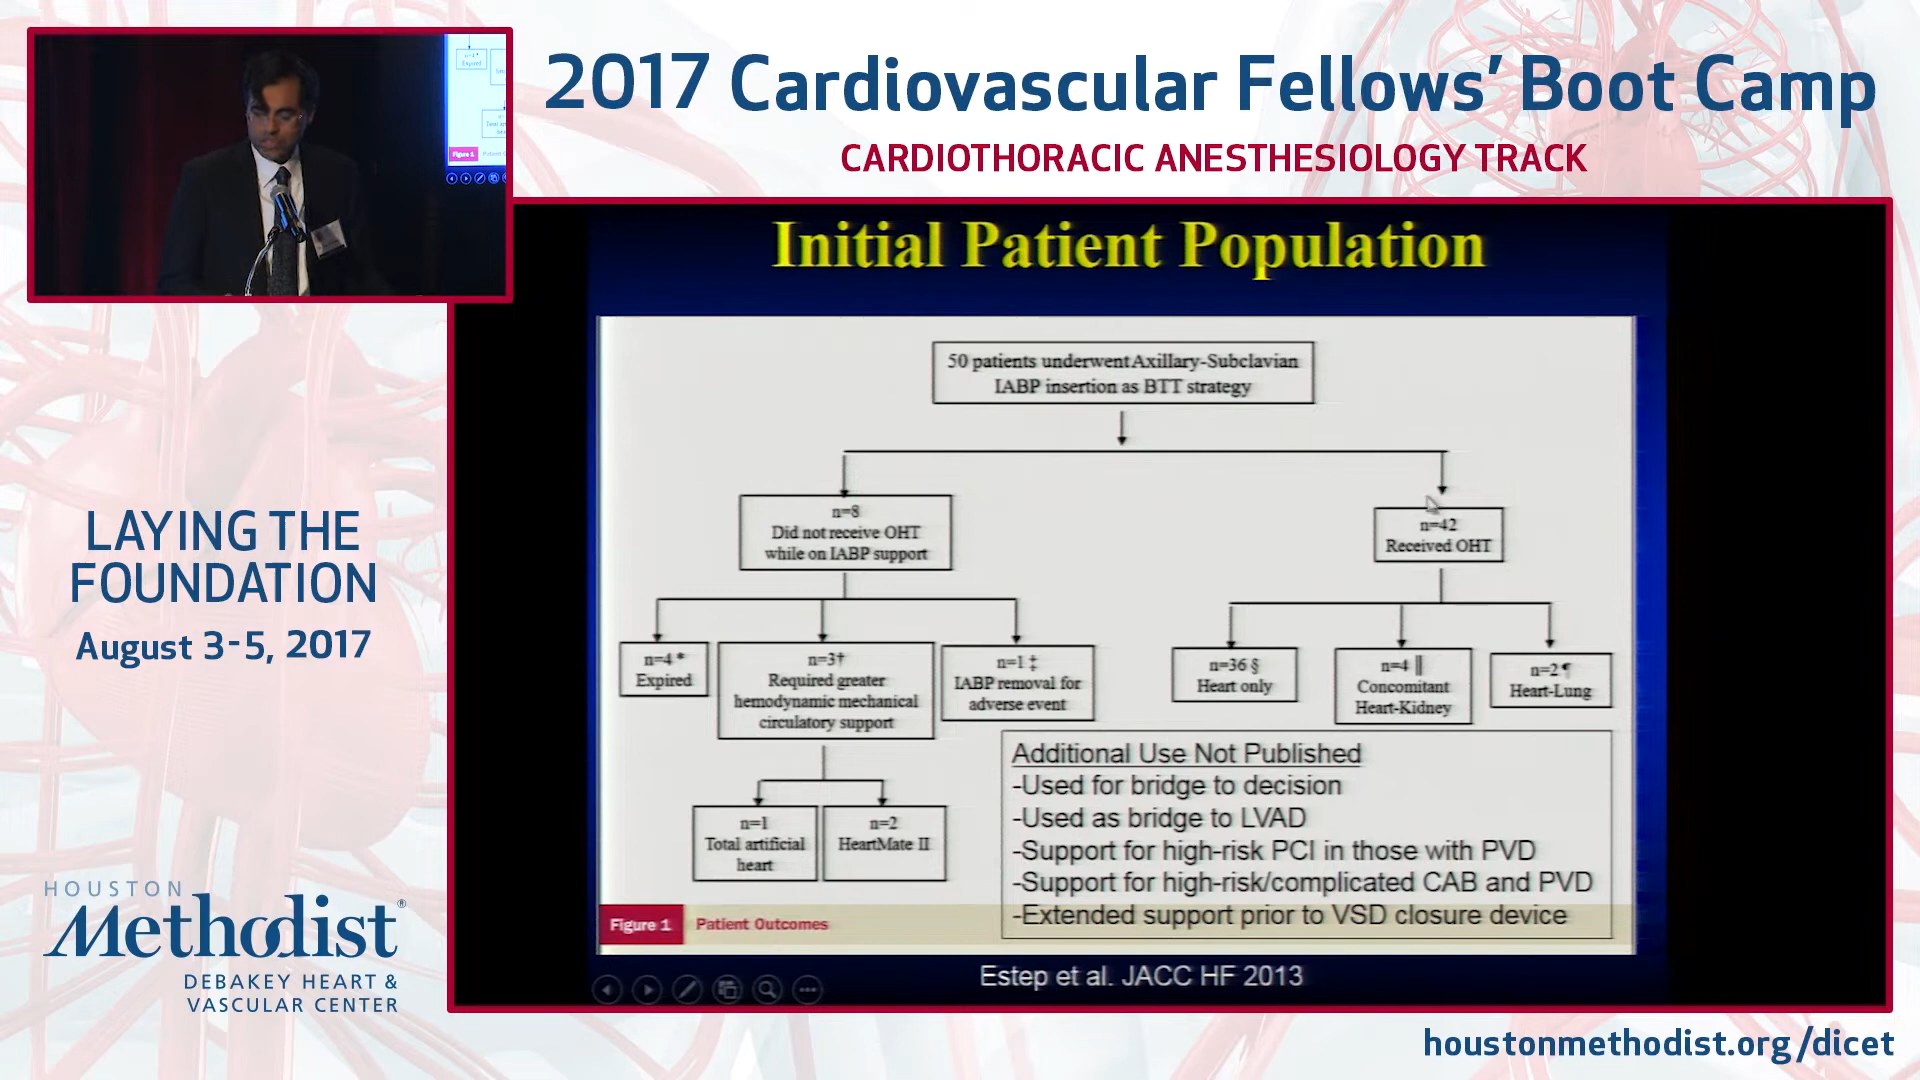 2017 Cardiovascular Fellows' Boot Camp
CARDIOTHORACIC ANESTHESIOLOGY TRACK
LAYING THE
FOUNDATION
August 3-5, 2017
HOUSTON
Methodist®
DEBAKEY HEART &
VASCULAR CENTER
Initial Patient Population
50 patients underwent Axillary-Subclavian
IABP insertion as BTT strategy
n=8
Did not receive OHT
while on IABP support
n=42
Received OHT
n=4 *
Expired
n=3†
Required greater
hemodynamic mechanical
circulatory support
n=1 ‡
IABP removal for
adverse event
n=36 §
Heart only
n=4 ||
Concomitant
Heart-Kidney
n=2 ¶
Heart-Lung
n=1
Total artificial
heart
n=2
HeartMate II
Additional Use Not Published
-Used for bridge to decision
-Used as bridge to LVAD
-Support for high-risk PCI in those with PVD
-Support for high-risk/complicated CAB and PVD
-Extended support prior to VSD closure device
Figure 1 Patient Outcomes
Estep et al. JACC HF 2013
houstonmethodist.org/dicet